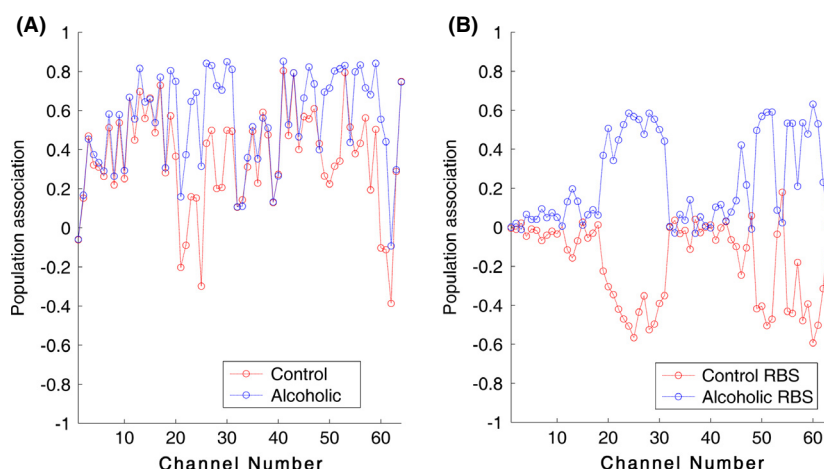 (A)
1
0.8
0.6
0.4
0.2
0
-0.2
-0.4
-0.6
-0.8
-1
Population association
10 20 30 40 50 60
Channel Number
Control
Alcoholic
(B)
1
0.8
0.6
0.4
0.2
0
-0.2
-0.4
-0.6
-0.8
-1
Population association
10 20 30 40 50 60
Channel Number
Control RBS
Alcoholic RBS